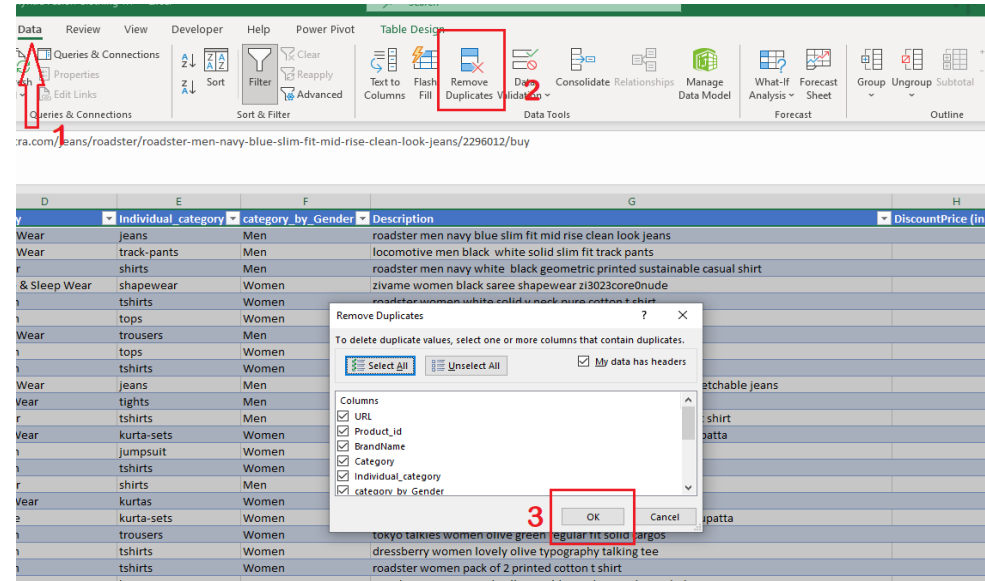 Data Review View Developer Help Power Pivot Table Design
Queries & Connections
Properties
Edit Links
Queries & Connections
Sort
Filter
Clear
Reapply
Advanced
Sort & Filter
Text to Columns
Flash Fill
Remove Duplicates
Data Validation
Consolidate
Relationships
Manage Data Model
Data Tools
What-If Analysis
Forecast Sheet
Forecast
Group
Ungroup
Subtotal
Outline
1
2
ra.com/jeans/roadster/roadster-men-navy-blue-slim-fit-mid-rise-clean-look-jeans/2296012/buy
D E F G H
y Individual_category category_by_Gender Description DiscountPrice (in
Wear jeans Men roadster men navy blue slim fit mid rise clean look jeans
Wear track-pants Men locomotive men black white solid slim fit track pants
r shirts Men roadster men navy white black geometric printed sustainable casual shirt
& Sleep Wear shapewear Women zivame women black saree shapewear zi3023core0nude
tshirts Women roadster women white solid v neck pure cotton t shirt
tops Women
Wear trousers Men
tops Women
tshirts Women
Wear jeans Men etchable jeans
Wear tights Men
r tshirts Men shirt
Wear kurta-sets Women patta
jumpsuit Women
tshirts Women
r shirts Men
Wear kurtas Women
e kurta-sets Women upatta
trousers Women tokyo talkies women olive green regular fit solid cargos
tshirts Women dressberry women lovely olive typography talking tee
tshirts Women roadster women pack of 2 printed cotton t shirt
Remove Duplicates ? ×
To delete duplicate values, select one or more columns that contain duplicates.
Select All Unselect All My data has headers
Columns
URL
Product_id
BrandName
Category
Individual_category
category_by_Gender
3
OK Cancel